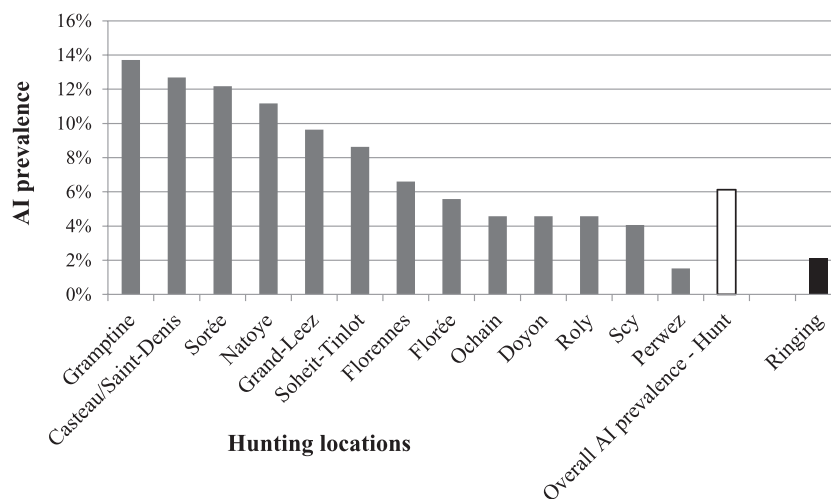 16%
14%
12%
10%
8%
6%
4%
2%
0%
AI prevalence
Gramptine
Casteau/Saint-Denis
Sorée
Natoye
Grand-Leez
Soheit-Tinlot
Florennes
Florée
Ochain
Doyon
Roly
Scy
Perwez
Overall AI prevalence - Hunt
Ringing
Hunting locations